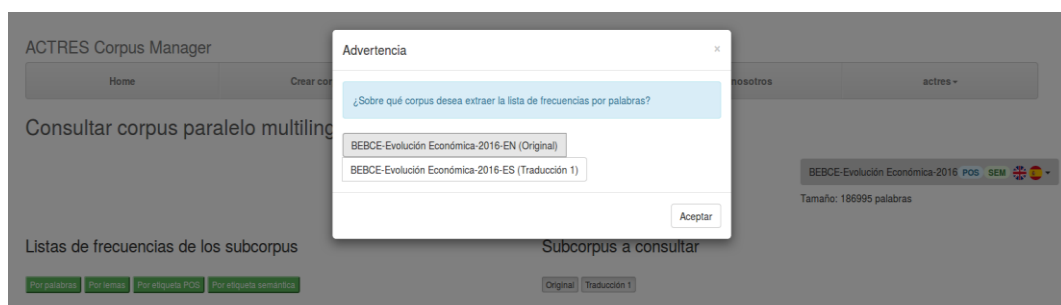 ACTRES Corpus Manager
Advertencia ×
Home Crear cor nosotros actres
¿Sobre qué corpus desea extraer la lista de frecuencias por palabras?
Consultar corpus paralelo multiling
BEBCE-Evolución Económica-2016-EN (Original)
BEBCE-Evolución Económica-2016-ES (Traducción 1)
BEBCE-Evolución Económica-2016 POS SEM
Tamaño: 186995 palabras
Aceptar
Listas de frecuencias de los subcorpus
Subcorpus a consultar
Por palabras Por lemas Por etiqueta POS Por etiqueta semántica
Original Traducción 1